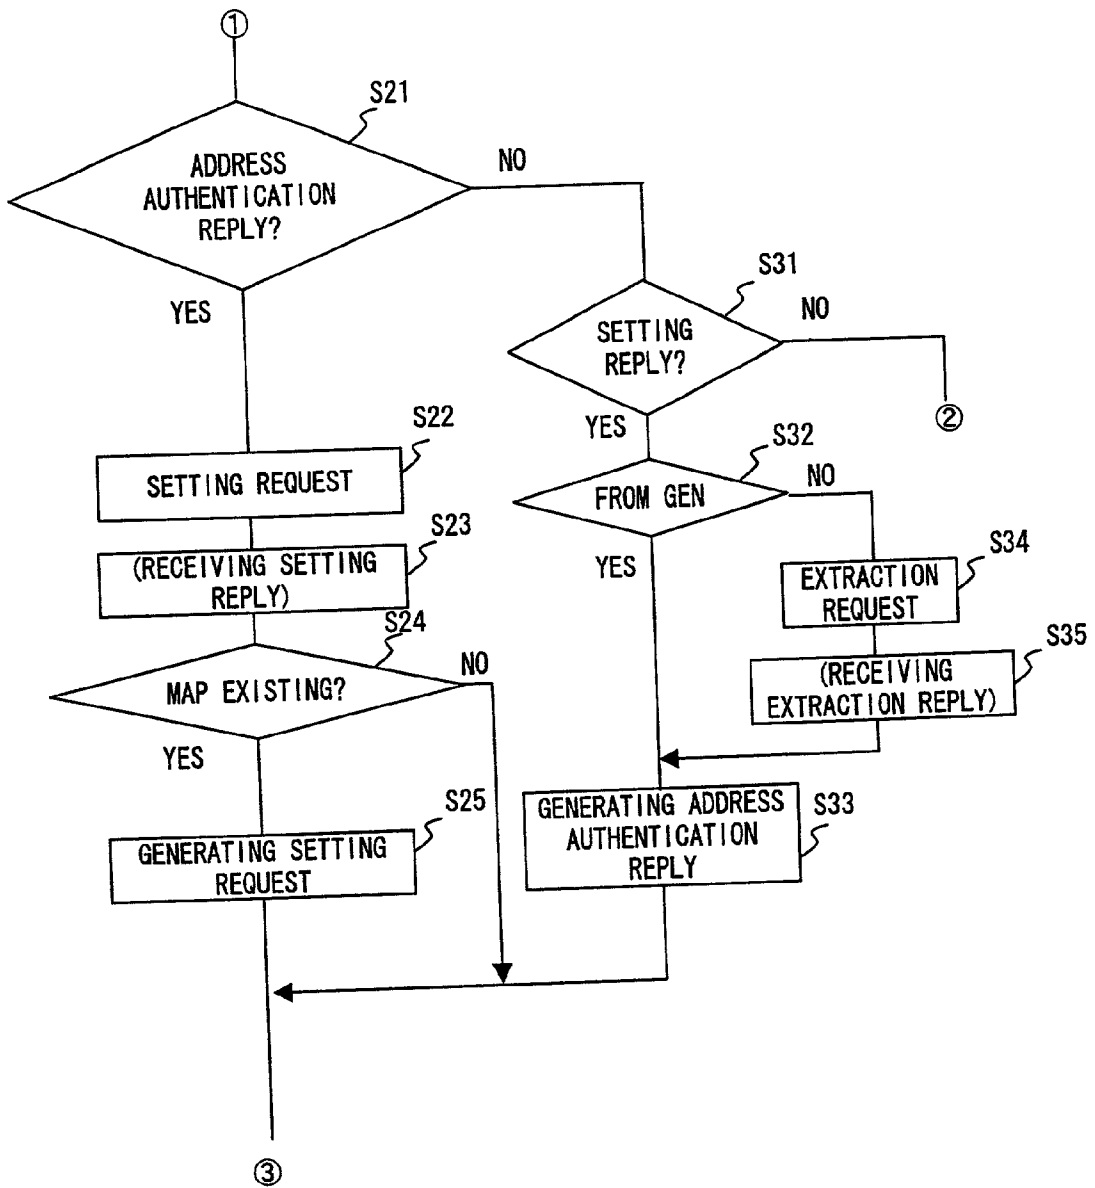 ①
S21
ADDRESS
AUTHENTICATION
REPLY?
NO
YES
S31
SETTING
REPLY?
NO
②
YES
S22
SETTING REQUEST
S32
FROM GEN
NO
YES
S23
(RECEIVING SETTING
REPLY)
S34
EXTRACTION
REQUEST
S24
MAP EXISTING?
NO
YES
S35
(RECEIVING
EXTRACTION REPLY)
S25
GENERATING SETTING
REQUEST
S33
GENERATING ADDRESS
AUTHENTICATION
REPLY
③